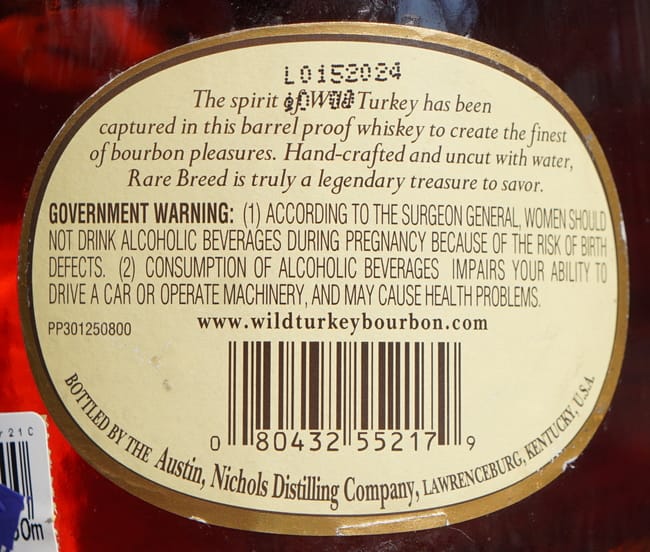 L0152024
The spirit of Wild Turkey has been
captured in this barrel proof whiskey to create the finest
of bourbon pleasures. Hand-crafted and uncut with water,
Rare Breed is truly a legendary treasure to savor.
GOVERNMENT WARNING: (1) ACCORDING TO THE SURGEON GENERAL, WOMEN SHOULD
NOT DRINK ALCOHOLIC BEVERAGES DURING PREGNANCY BECAUSE OF THE RISK OF BIRTH
DEFECTS. (2) CONSUMPTION OF ALCOHOLIC BEVERAGES IMPAIRS YOUR ABILITY TO
DRIVE A CAR OR OPERATE MACHINERY, AND MAY CAUSE HEALTH PROBLEMS.
PP301250800
www.wildturkeybourbon.com
0 80432 55217 9
BOTTLED BY THE Austin, Nichols Distilling Company, LAWRENCEBURG, KENTUCKY, U.S.A.
21 C
0m